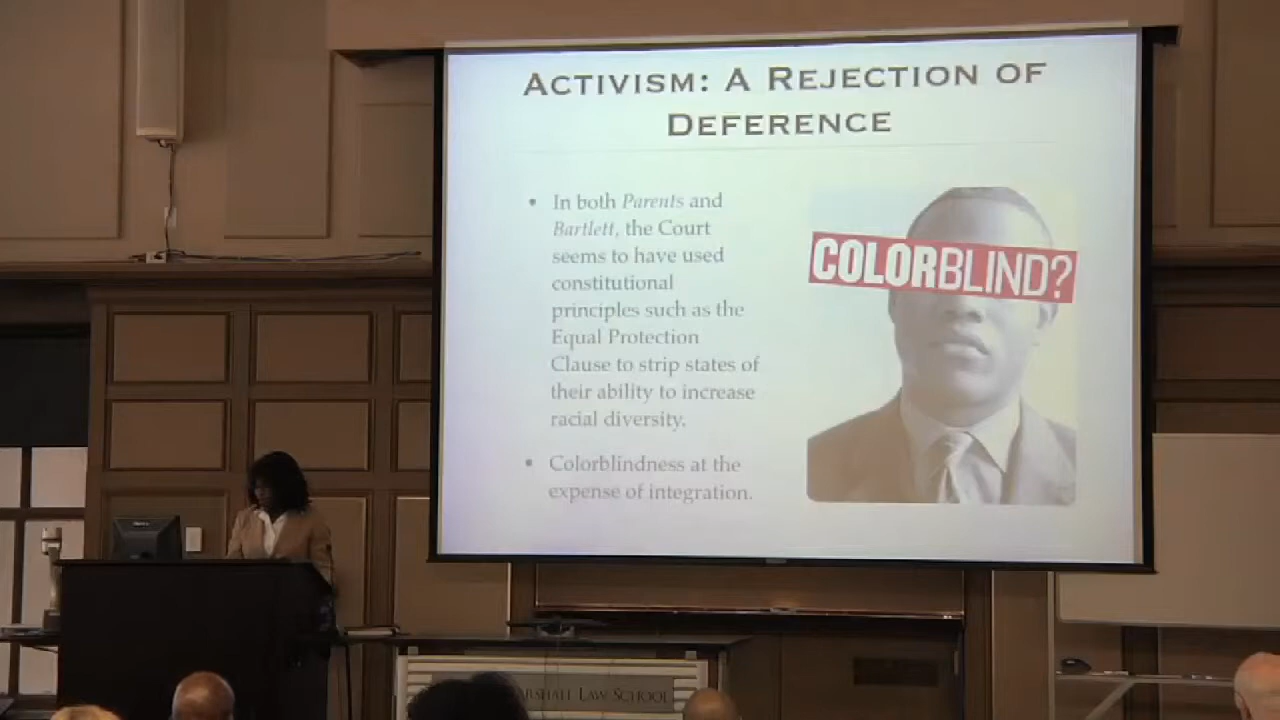 ACTIVISM: A REJECTION OF
DEFERENCE
• In both Parents and
Bartlett, the Court
seems to have used
constitutional
principles such as the
Equal Protection
Clause to strip states of
their ability to increase
racial diversity.
• Colorblindness at the
expense of integration.
COLORBLIND?
LAW SCHOOL